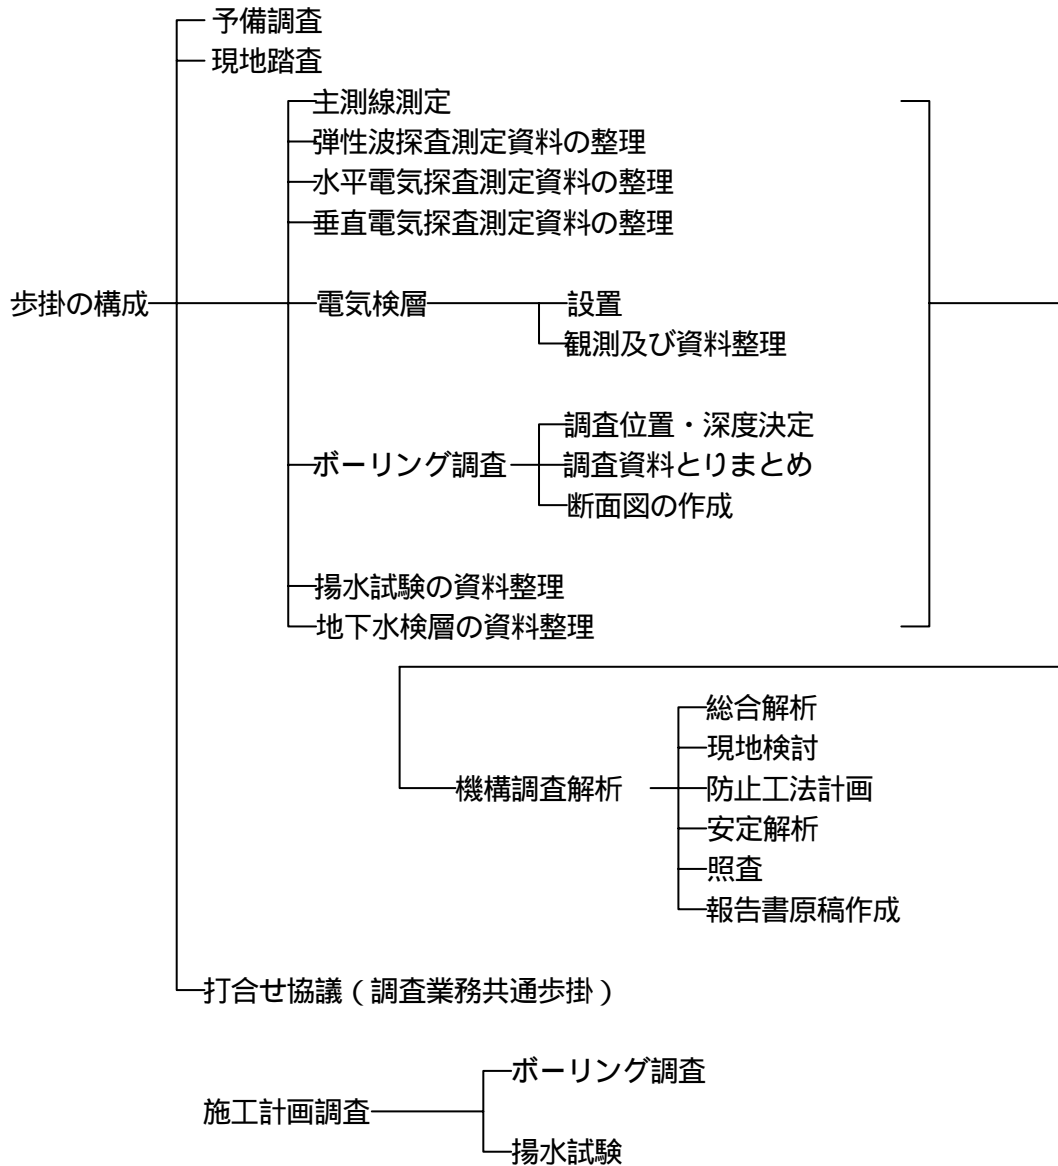 予備調査
現地踏査
主測線測定
弾性波探査測定資料の整理
水平電気探査測定資料の整理
垂直電気探査測定資料の整理
歩掛の構成
電気検層
設置
観測及び資料整理
ボーリング調査
調査位置・深度決定
調査資料とりまとめ
断面図の作成
揚水試験の資料整理
地下水検層の資料整理
機構調査解析
総合解析
現地検討
防止工法計画
安定解析
照査
報告書原稿作成
打合せ協議(調査業務共通歩掛)
施工計画調査
ボーリング調査
揚水試験